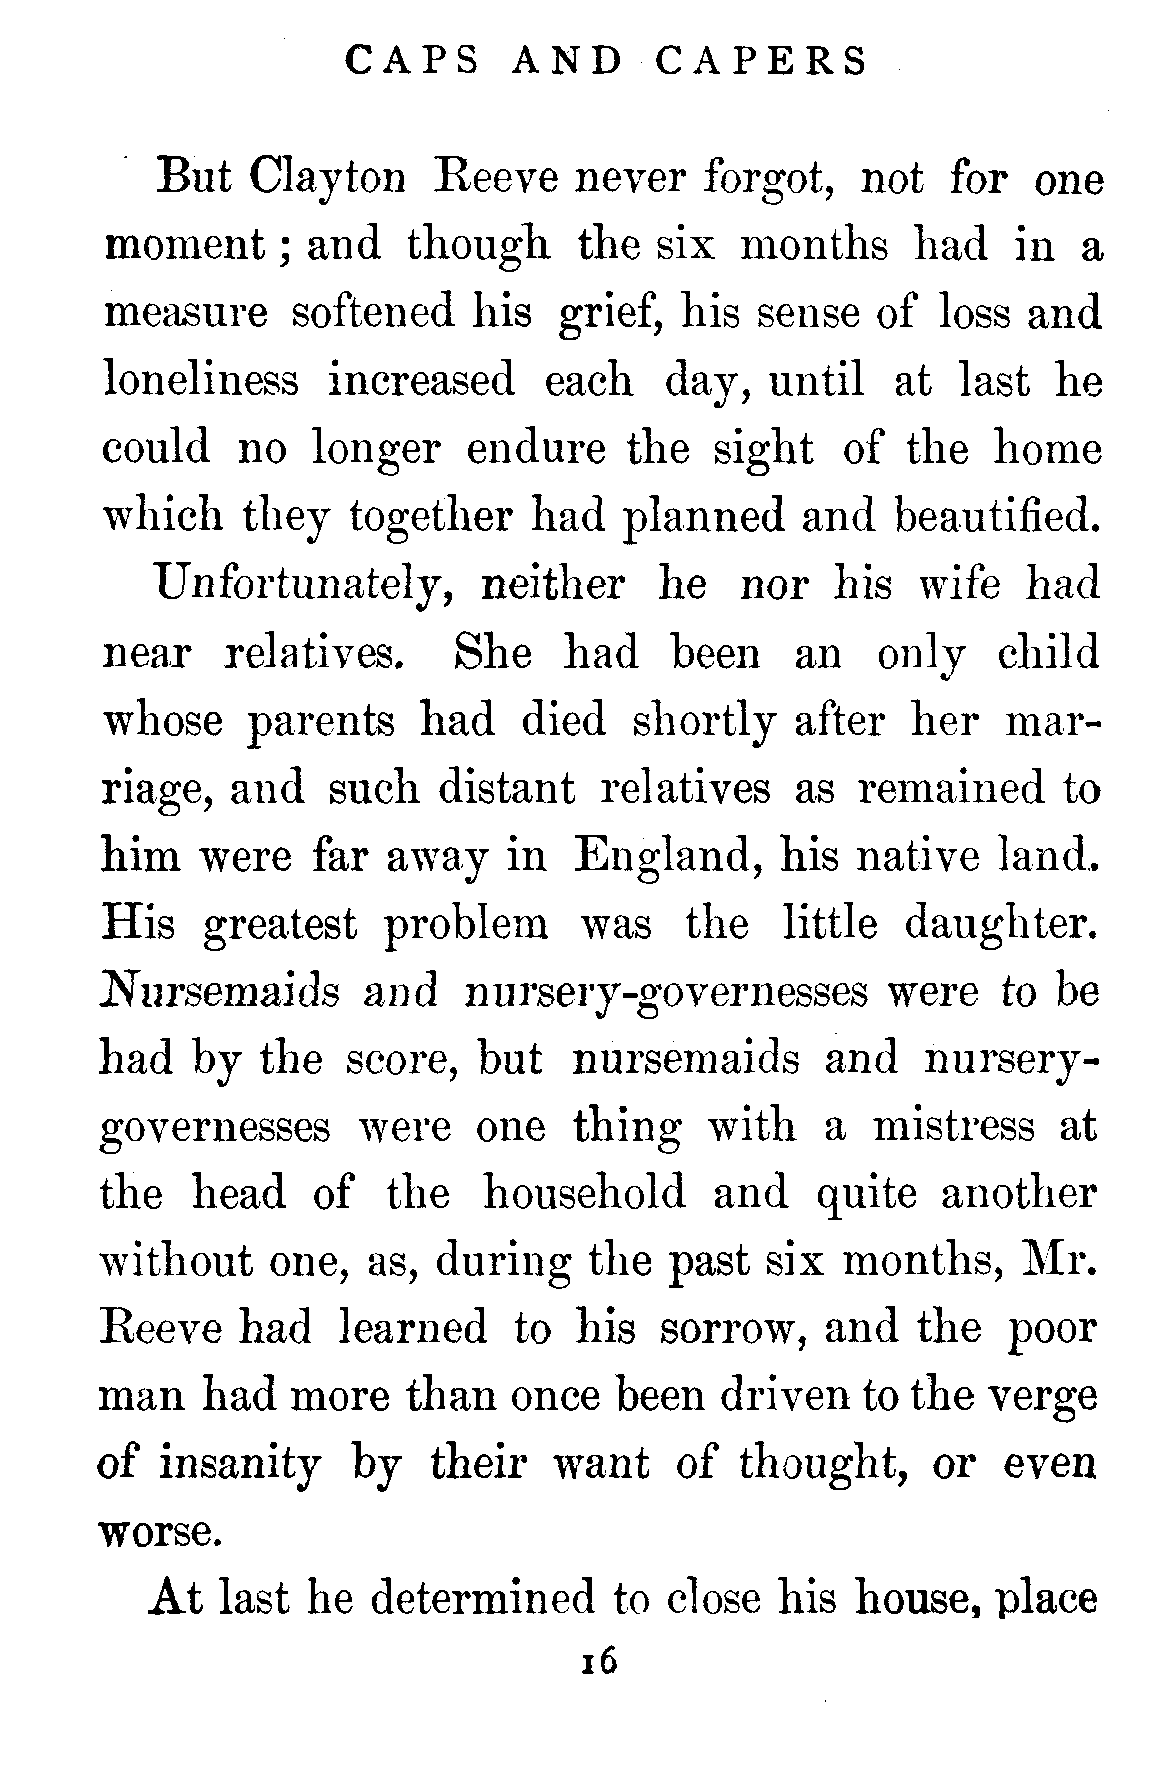 CAPS AND CAPERS
But Clayton Reeve never forgot, not for one
moment ; and though the six months had in a
measure softened his grief, his sense of loss and
loneliness increased each day, until at last he
could no longer endure the sight of the home
which they together had planned and beautified.
Unfortunately, neither he nor his wife had
near relatives. She had been an only child
whose parents had died shortly after her mar-
riage, and such distant relatives as remained to
him were far away in England, his native land.
His greatest problem was the little daughter.
Nursemaids and nursery-governesses were to be
had by the score, but nursemaids and nursery-
governesses were one thing with a mistress at
the head of the household and quite another
without one, as, during the past six months, Mr.
Reeve had learned to his sorrow, and the poor
man had more than once been driven to the verge
of insanity by their want of thought, or even
worse.
At last he determined to close his house, place
16